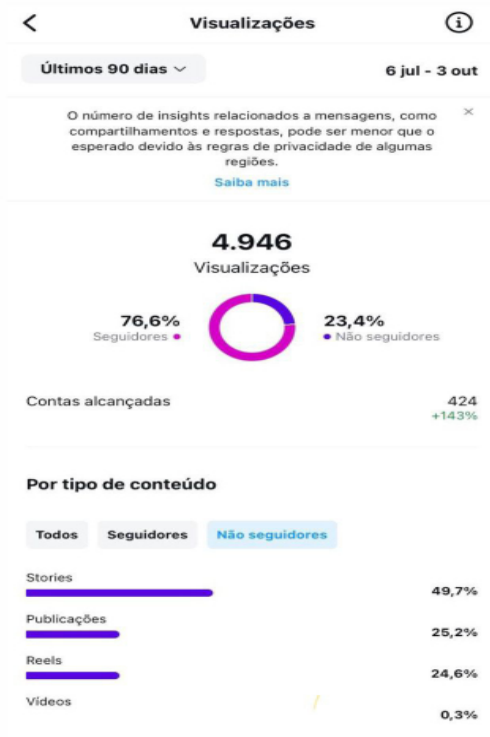 Visualizações
Últimos 90 dias
6 jul - 3 out
O número de insights relacionados a mensagens, como
compartilhamentos e respostas, pode ser menor que o
esperado devido às regras de privacidade de algumas
regiões.
Saiba mais
4.946
Visualizações
76,6%
Seguidores
23,4%
Não seguidores
Contas alcançadas
424
+143%
Por tipo de conteúdo
Todos
Seguidores
Não seguidores
Stories
49,7%
Publicações
25,2%
Reels
24,6%
Vídeos
0,3%